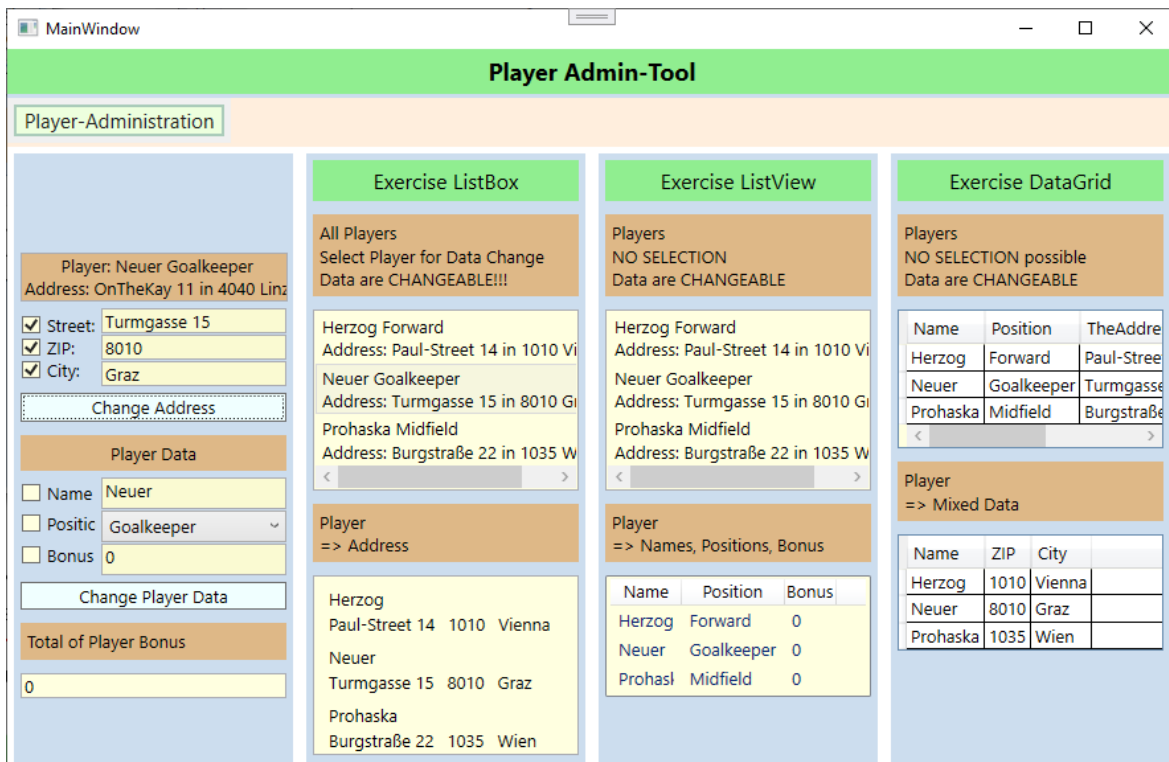 MainWindow
Player Admin-Tool
Player-Administration
Player: Neuer Goalkeeper
Address: OnTheKay 11 in 4040 Linz
Street: Turmgasse 15
ZIP: 8010
City: Graz
Change Address
Player Data
Name Neuer
Positic Goalkeeper
Bonus 0
Change Player Data
Total of Player Bonus
0
Exercise ListBox
All Players
Select Player for Data Change
Data are CHANGEABLE!!!
Herzog Forward
Address: Paul-Street 14 in 1010 Vi
Neuer Goalkeeper
Address: Turmgasse 15 in 8010 Gr
Prohaska Midfield
Address: Burgstraße 22 in 1035 W
Player
=> Address
Herzog
Paul-Street 14 1010 Vienna
Neuer
Turmgasse 15 8010 Graz
Prohaska
Burgstraße 22 1035 Wien
Exercise ListView
Players
NO SELECTION
Data are CHANGEABLE
Herzog Forward
Address: Paul-Street 14 in 1010 Vi
Neuer Goalkeeper
Address: Turmgasse 15 in 8010 Gr
Prohaska Midfield
Address: Burgstraße 22 in 1035 W
Player
=> Names, Positions, Bonus
Name Position Bonus
Herzog Forward 0
Neuer Goalkeeper 0
Prohask Midfield 0
Exercise DataGrid
Players
NO SELECTION possible
Data are CHANGEABLE
Name Position TheAddre
Herzog Forward Paul-Stree
Neuer Goalkeeper Turmgasse
Prohaska Midfield Burgstraße
Player
=> Mixed Data
Name ZIP City
Herzog 1010 Vienna
Neuer 8010 Graz
Prohaska 1035 Wien